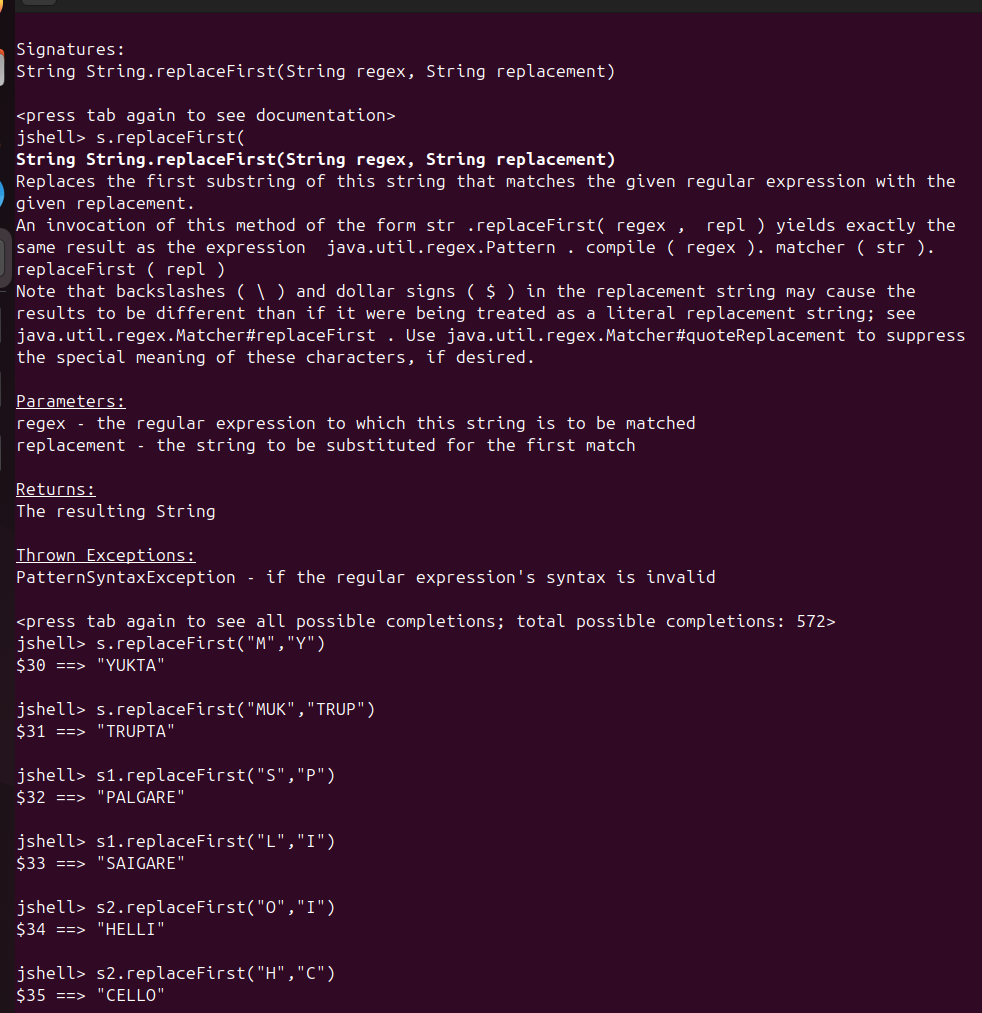 Signatures:
String String.replaceFirst(String regex, String replacement)
<press tab again to see documentation>
jshell> s.replaceFirst(
String String.replaceFirst(String regex, String replacement)
Replaces the first substring of this string that matches the given regular expression with the
given replacement.
An invocation of this method of the form str .replaceFirst( regex ,  repl ) yields exactly the
same result as the expression  java.util.regex.Pattern . compile ( regex ). matcher ( str ).
replaceFirst ( repl )
Note that backslashes ( \ ) and dollar signs ( $ ) in the replacement string may cause the
results to be different than if it were being treated as a literal replacement string; see
java.util.regex.Matcher#replaceFirst . Use java.util.regex.Matcher#quoteReplacement to suppress
the special meaning of these characters, if desired.
Parameters:
regex - the regular expression to which this string is to be matched
replacement - the string to be substituted for the first match
Returns:
The resulting String
Thrown Exceptions:
PatternSyntaxException - if the regular expression's syntax is invalid
<press tab again to see all possible completions; total possible completions: 572>
jshell> s.replaceFirst("M","Y")
$30 ==> "YUKTA"
jshell> s.replaceFirst("MUK","TRUP")
$31 ==> "TRUPTA"
jshell> s1.replaceFirst("S","P")
$32 ==> "PALGARE"
jshell> s1.replaceFirst("L","I")
$33 ==> "SAIGARE"
jshell> s2.replaceFirst("O","I")
$34 ==> "HELLI"
jshell> s2.replaceFirst("H","C")
$35 ==> "CELLO"